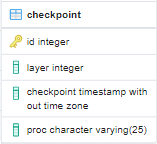 checkpoint
id integer
layer integer
checkpoint timestamp with
out time zone
proc character varying(25)